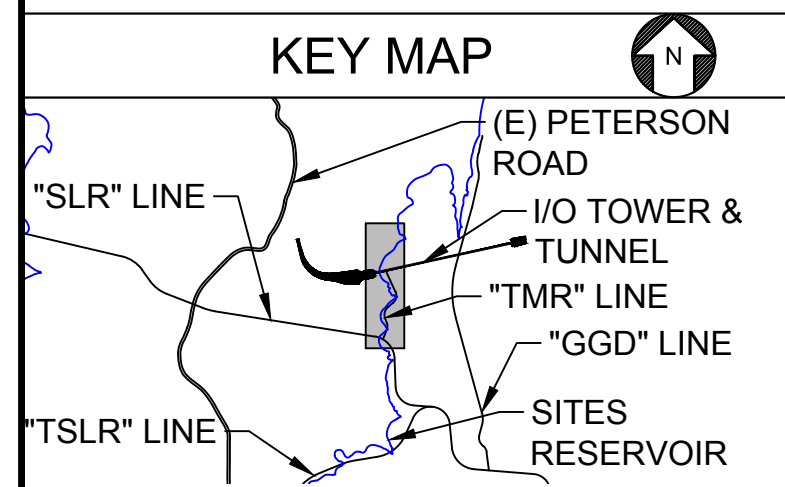 KEY MAP
N
(E) PETERSON
ROAD
"SLR" LINE
I/O TOWER &
TUNNEL
"TMR" LINE
"GGD" LINE
"TSLR" LINE
SITES
RESERVOIR